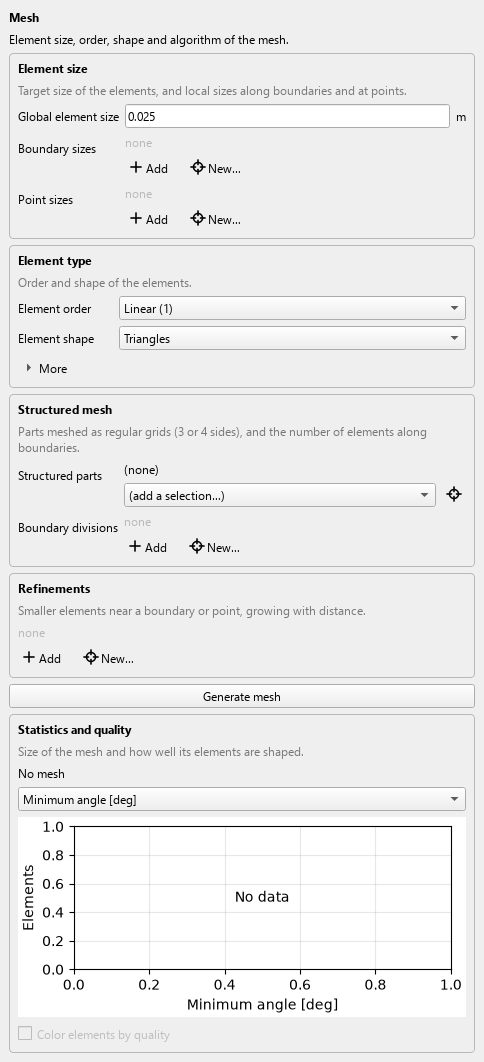 Mesh
Element size, order, shape and algorithm of the mesh.
Element size
Target size of the elements, and local sizes along boundaries and at points.
Global element size 0.025 m
Boundary sizes none
Add New...
Point sizes none
Add New...
Element type
Order and shape of the elements.
Element order Linear (1)
Element shape Triangles
More
Structured mesh
Parts meshed as regular grids (3 or 4 sides), and the number of elements along
boundaries.
Structured parts (none)
(add a selection...)
Boundary divisions none
Add New...
Refinements
Smaller elements near a boundary or point, growing with distance.
none
Add New...
Generate mesh
Statistics and quality
Size of the mesh and how well its elements are shaped.
No mesh
Minimum angle [deg]
1.0
0.8
0.6
0.4
0.2
0.0
Elements
No data
0.0 0.2 0.4 0.6 0.8 1.0
Minimum angle [deg]
Color elements by quality